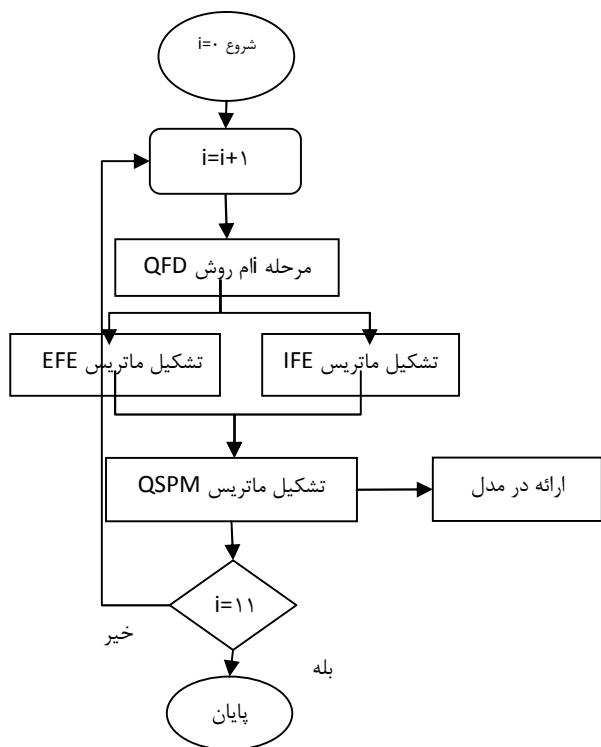 شروع i=۰
i=i+۱
مرحله iام روش QFD
تشکیل ماتریس EFE
تشکیل ماتریس IFE
تشکیل ماتریس QSPM
ارائه در مدل
i=۱۱
خیر
بله
پایان